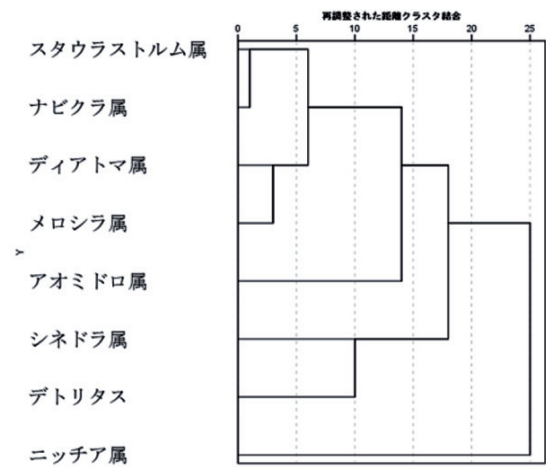 再調整された距離クラスタ結合
0 5 10 15 20 25
スタウラストルム属
ナビクラ属
ディアトマ属
メロシラ属
Y
アオミドロ属
シネドラ属
デトリタス
ニッチア属